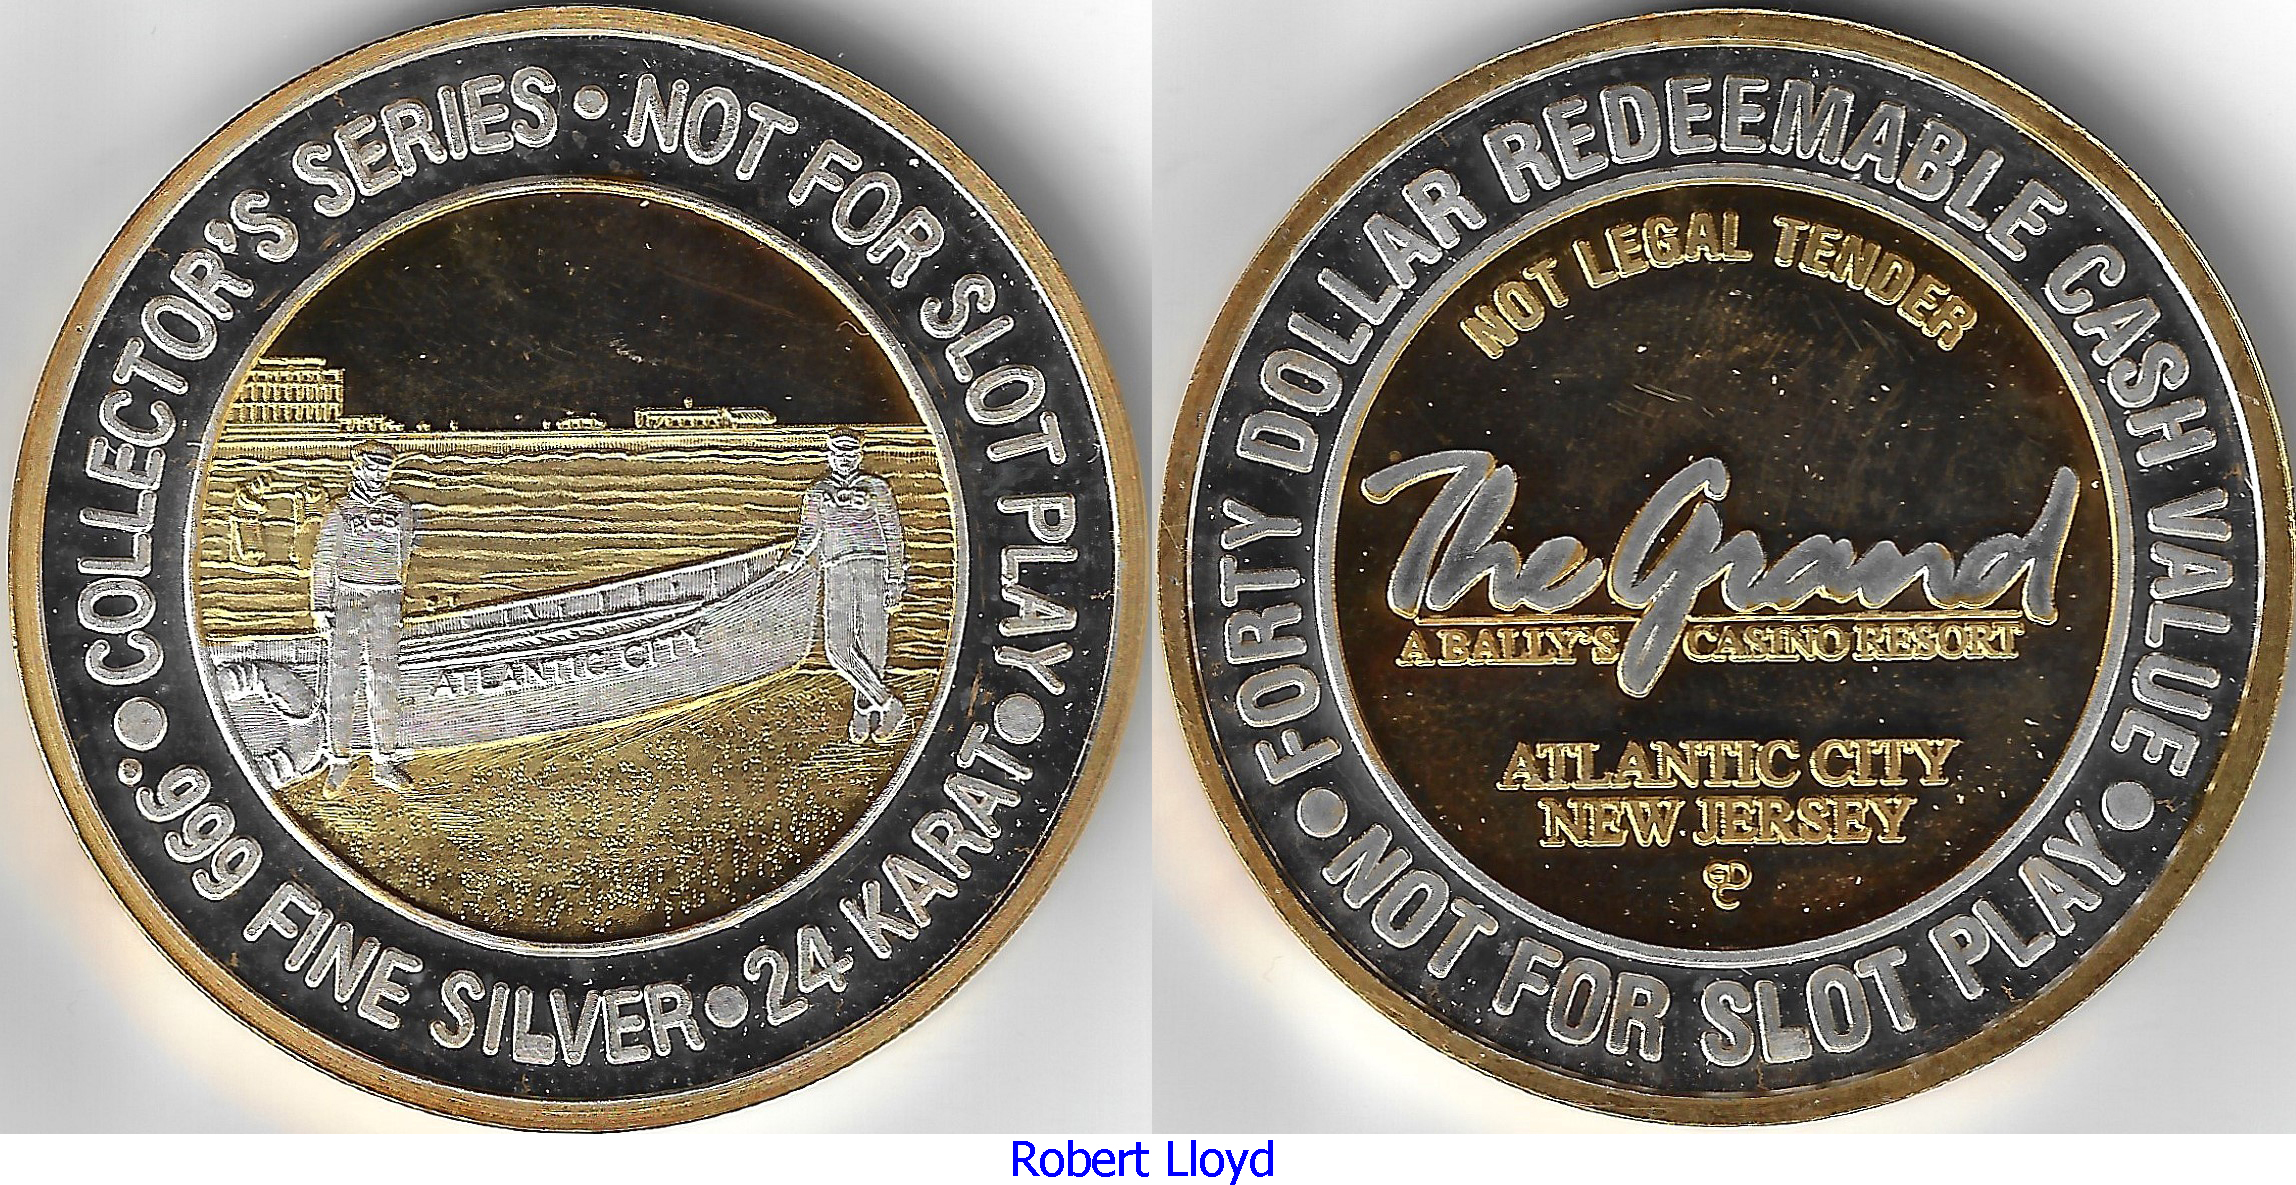 COLLECTOR'S SERIES • NOT FOR SLOT PLAY •
.999 FINE SILVER • 24 KARAT
ATLANTIC CITY
FORTY DOLLAR REDEEMABLE CASH VALUE
• NOT FOR SLOT PLAY •
NOT LEGAL TENDER
The Grand
A BALLY'S CASINO RESORT
ATLANTIC CITY
NEW JERSEY
Robert Lloyd